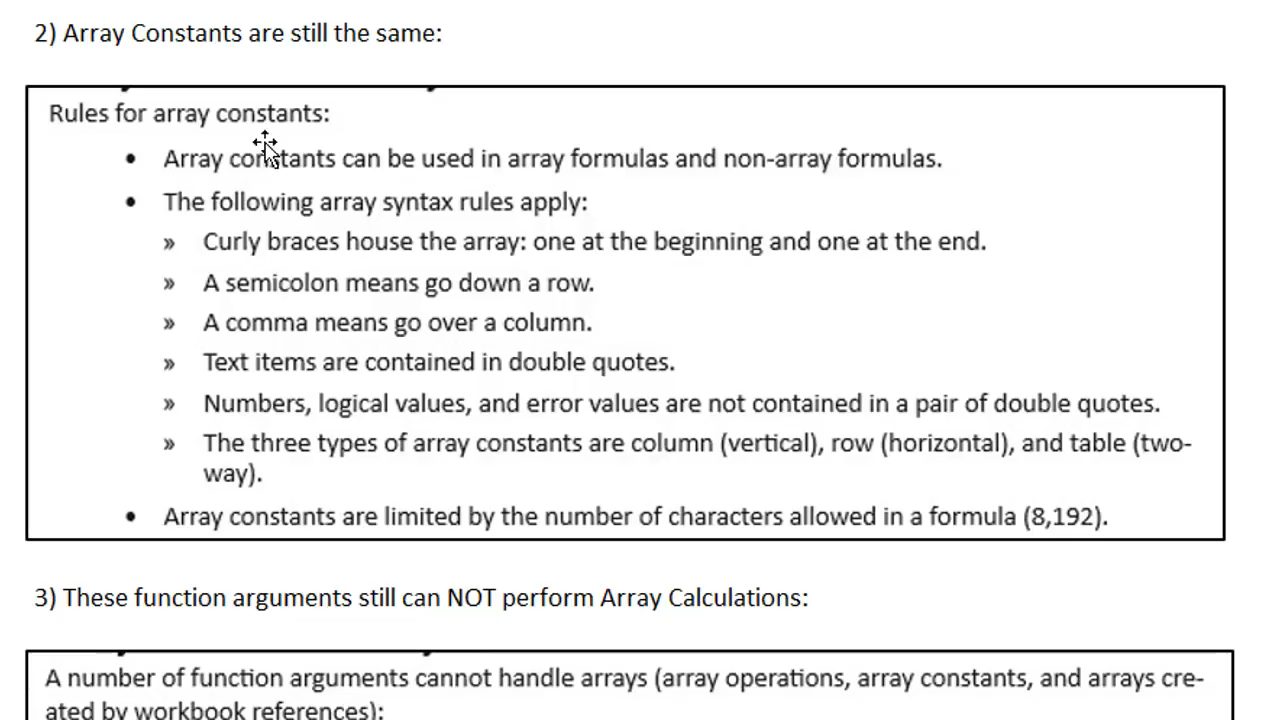 2) Array Constants are still the same:
Rules for array constants:
• Array constants can be used in array formulas and non-array formulas.
• The following array syntax rules apply:
» Curly braces house the array: one at the beginning and one at the end.
» A semicolon means go down a row.
» A comma means go over a column.
» Text items are contained in double quotes.
» Numbers, logical values, and error values are not contained in a pair of double quotes.
» The three types of array constants are column (vertical), row (horizontal), and table (two-
way).
• Array constants are limited by the number of characters allowed in a formula (8,192).
3) These function arguments still can NOT perform Array Calculations:
A number of function arguments cannot handle arrays (array operations, array constants, and arrays cre-
ated by workbook references):